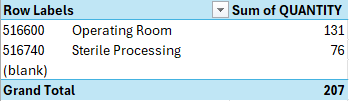 Row Labels Sum of QUANTITY
516600 Operating Room 131
516740 Sterile Processing 76
(blank)
Grand Total 207